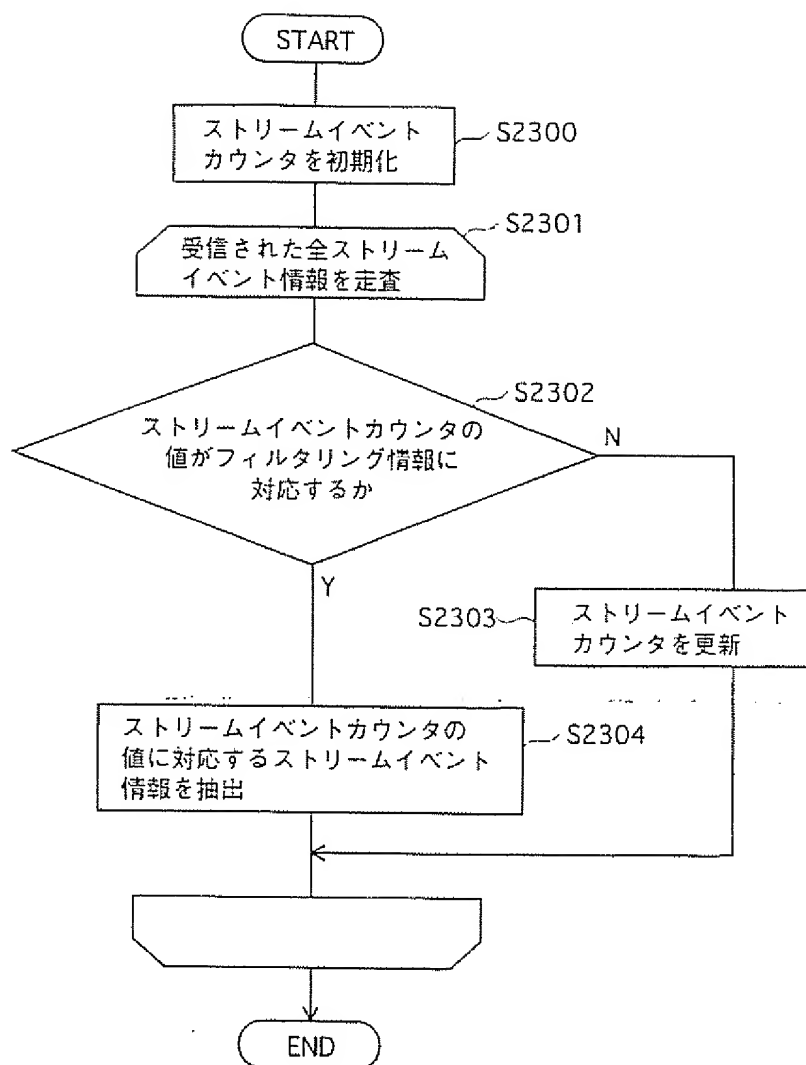 START
ストリームイベント
カウンタを初期化
S2300
S2301
受信された全ストリーム
イベント情報を走査
S2302
ストリームイベントカウンタの
値がフィルタリング情報に
対応するか
N
Y
S2303
ストリームイベント
カウンタを更新
ストリームイベントカウンタの
値に対応するストリームイベント
情報を抽出
S2304
END